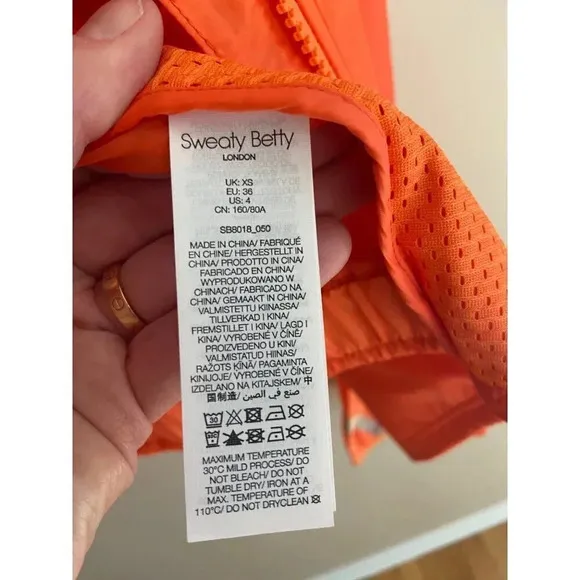 Sweaty Betty
LONDON
UK: XS
EU: 36
US: 4
CN: 160/80A
SB8018_050
MADE IN CHINA/ FABRIQUÉ
EN CHINE/ HERGESTELLT IN
CHINA/ PRODOTTO IN CINA/
FABRICADO EN CHINA/
WYPRODUKOWANO W
CHINACH/ FABRICADO NA
CHINA/ GEMAAKT IN CHINA/
VALMISTETTU KIINASSA/
TILLVERKAD I KINA/
FREMSTILLET I KINA/ LAGD I
KINA/ VYROBENÉ V ČÍNĚ/
PROIZVEDENO U KINI/
VALMISTATUD HIINAS/
RAŽOTS ĶĪNĀ/ PAGAMINTA
KINIJOJE/ VYROBENÉ V ČÍNE/
IZDELANO NA KITAJSKEM/ 中
国制造/ صنع في الصين/
30
MAXIMUM TEMPERATURE
30°C MILD PROCESS/ DO
NOT BLEACH/ DO NOT
TUMBLE DRY/ IRON AT A
MAX. TEMPERATURE OF
110°C/ DO NOT DRYCLEAN